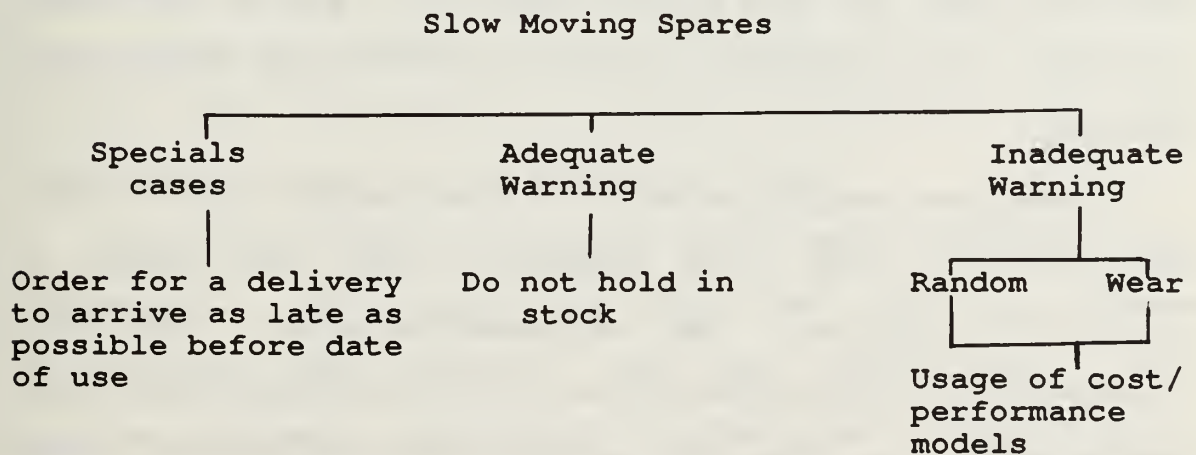 Slow Moving Spares
Specials
cases
Adequate
Warning
Inadequate
Warning
Order for a delivery
to arrive as late as
possible before date
of use
Do not hold in
stock
Random
Wear
Usage of cost/
performance
models